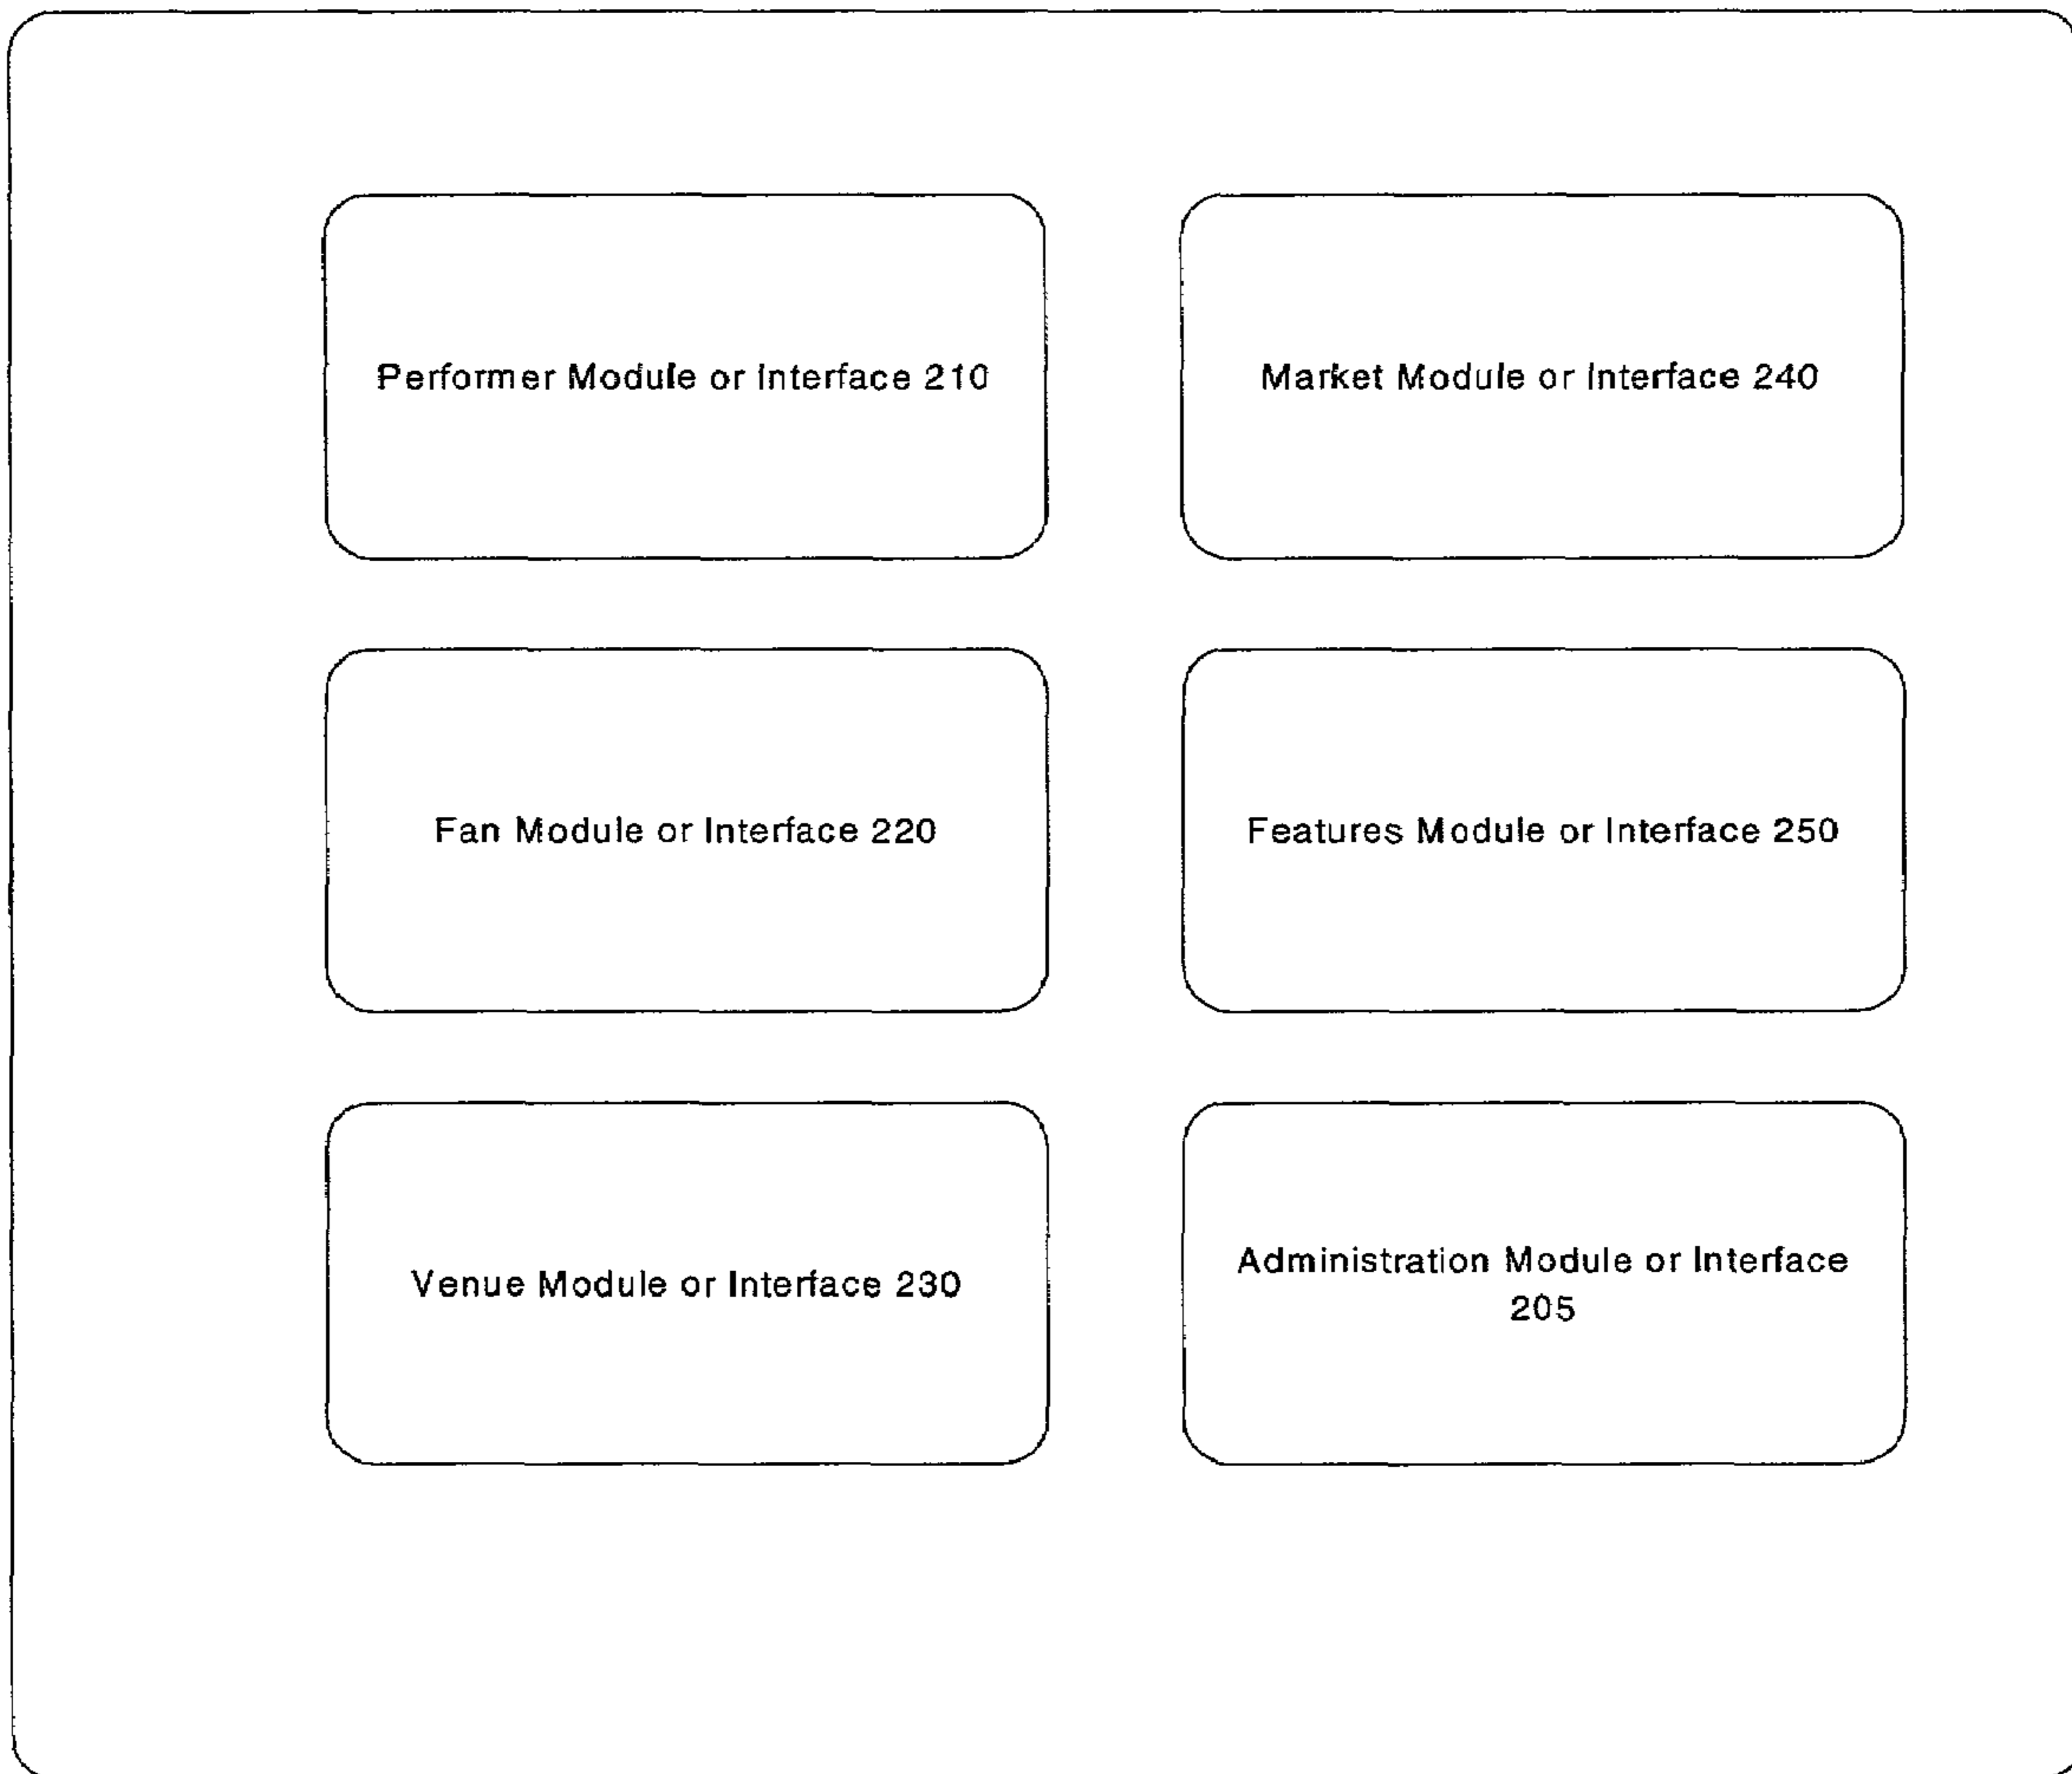 Performer Module or Interface 210
Market Module or Interface 240
Fan Module or Interface 220
Features Module or Interface 250
Venue Module or Interface 230
Administration Module or Interface
205